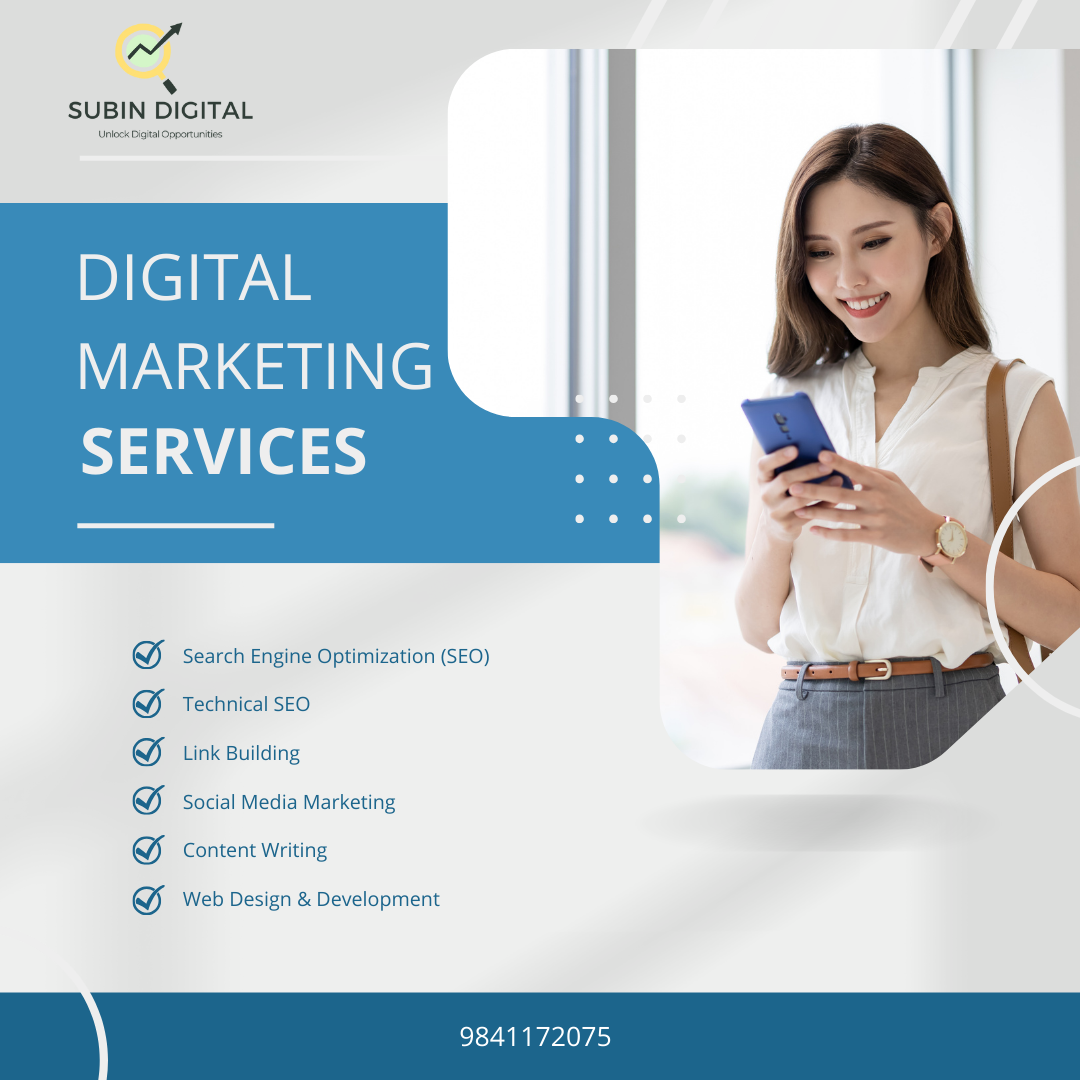 SUBIN DIGITAL
Unlock Digital Opportunities
DIGITAL
MARKETING
SERVICES
Search Engine Optimization (SEO)
Technical SEO
Link Building
Social Media Marketing
Content Writing
Web Design & Development
9841172075